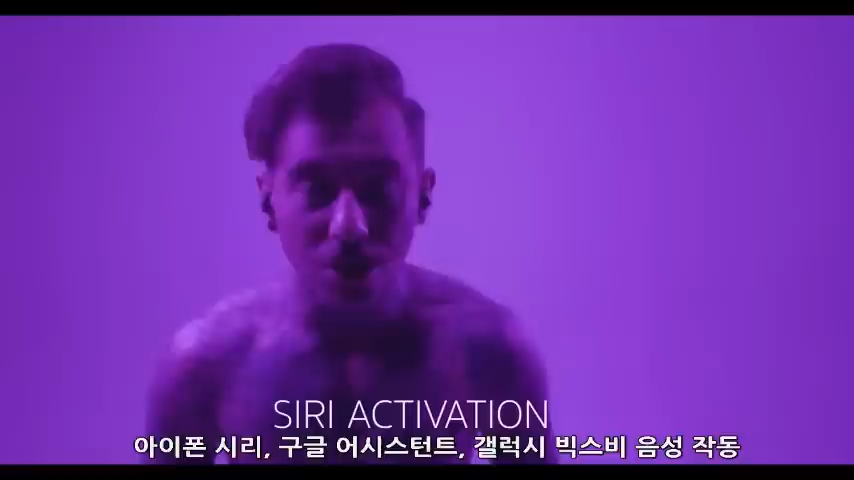 SIRI ACTIVATION
아이폰 시리, 구글 어시스턴트, 갤럭시 빅스비 음성 작동